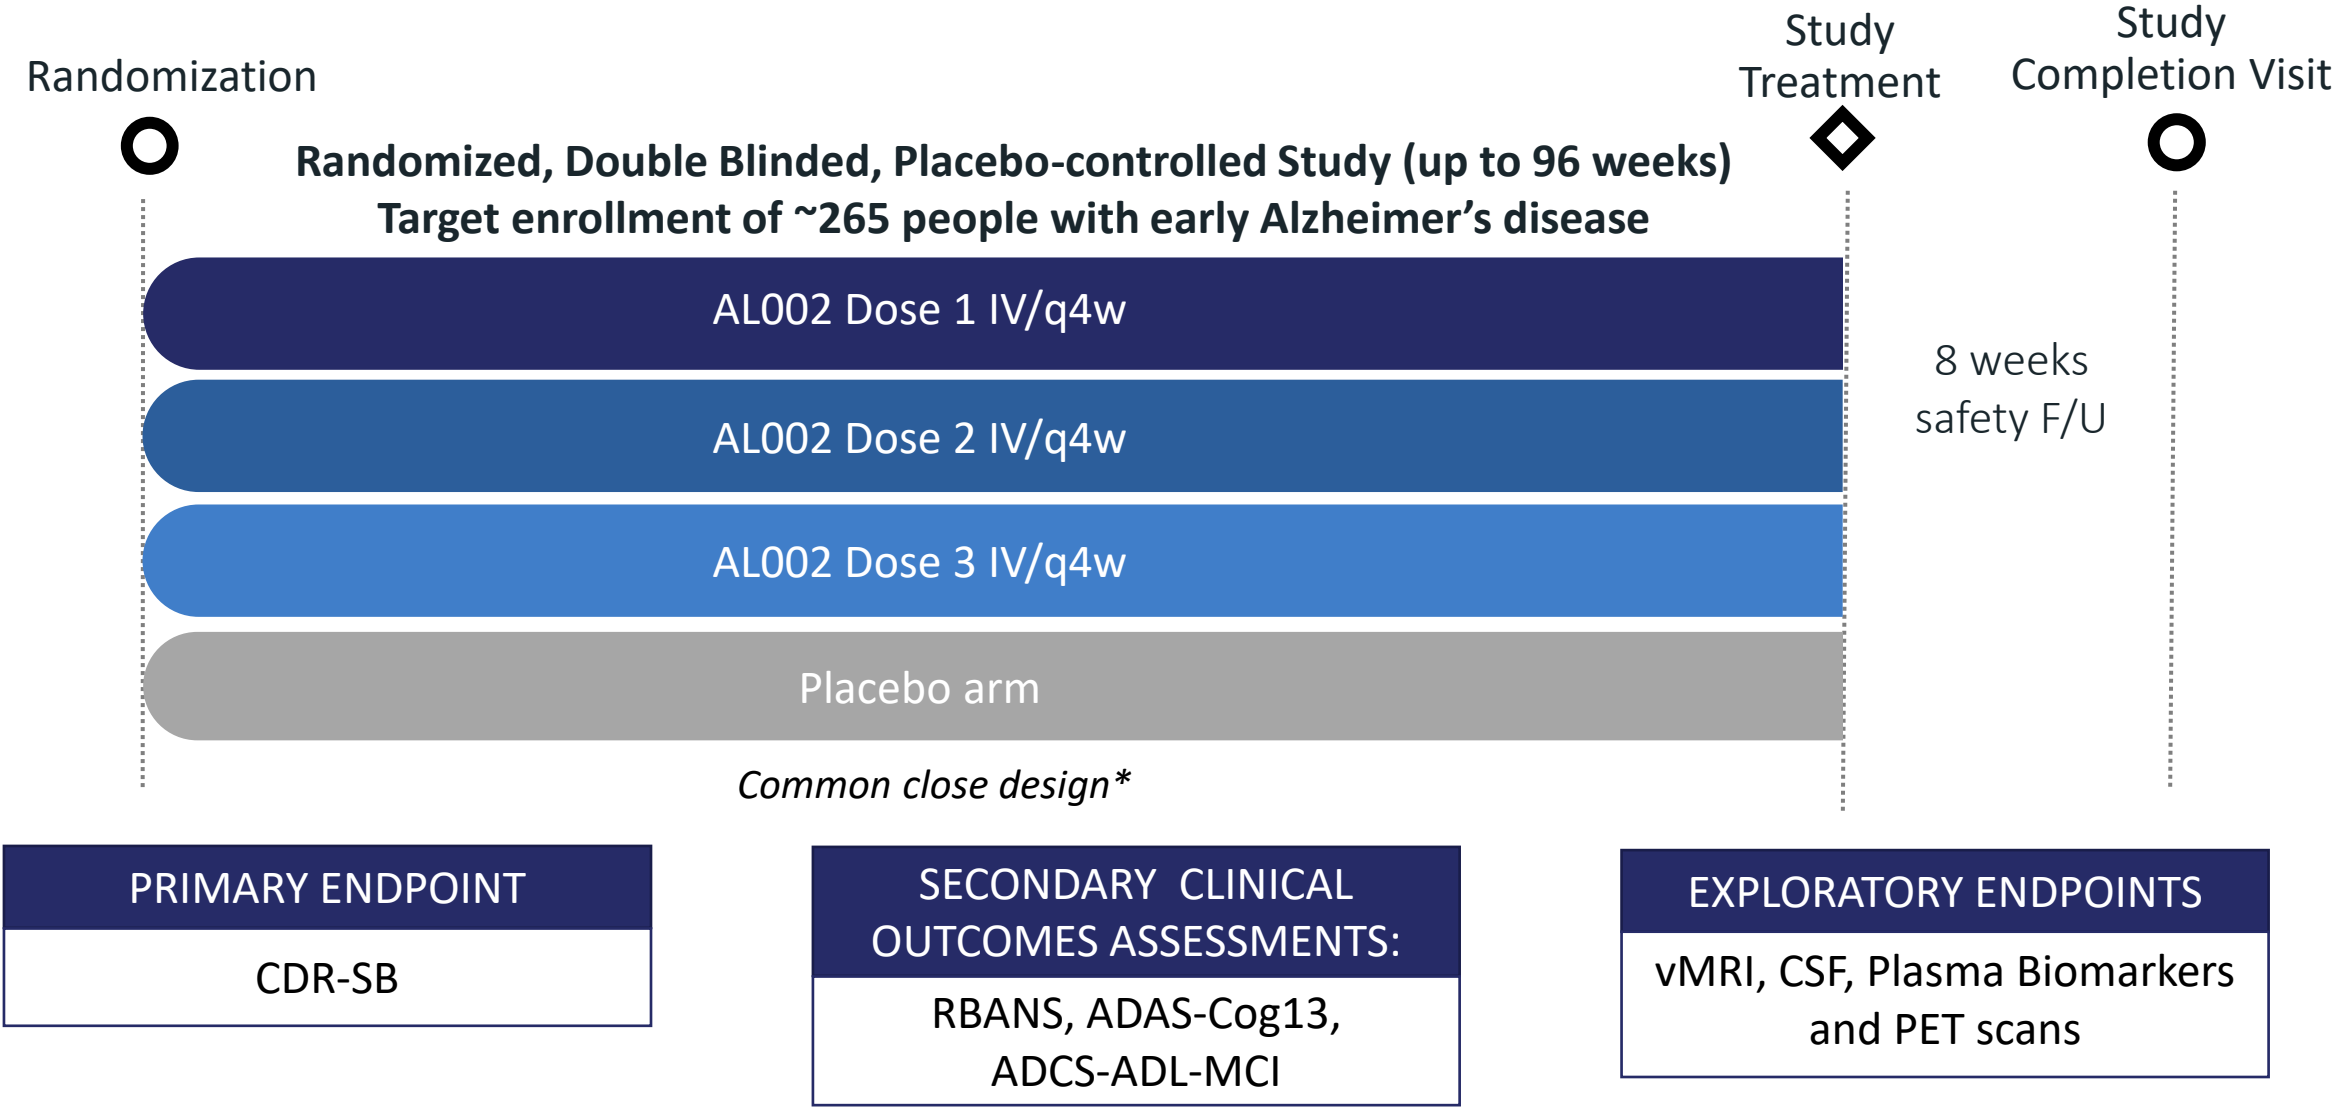 Randomization
Study
Treatment
Study
Completion Visit
Randomized, Double Blinded, Placebo-controlled Study (up to 96 weeks)
Target enrollment of ~265 people with early Alzheimer’s disease
AL002 Dose 1 IV/q4w
AL002 Dose 2 IV/q4w
AL002 Dose 3 IV/q4w
Placebo arm
8 weeks
safety F/U
Common close design*
PRIMARY ENDPOINT
CDR-SB
SECONDARY CLINICAL
OUTCOMES ASSESSMENTS:
RBANS, ADAS-Cog13,
ADCS-ADL-MCI
EXPLORATORY ENDPOINTS
vMRI, CSF, Plasma Biomarkers
and PET scans